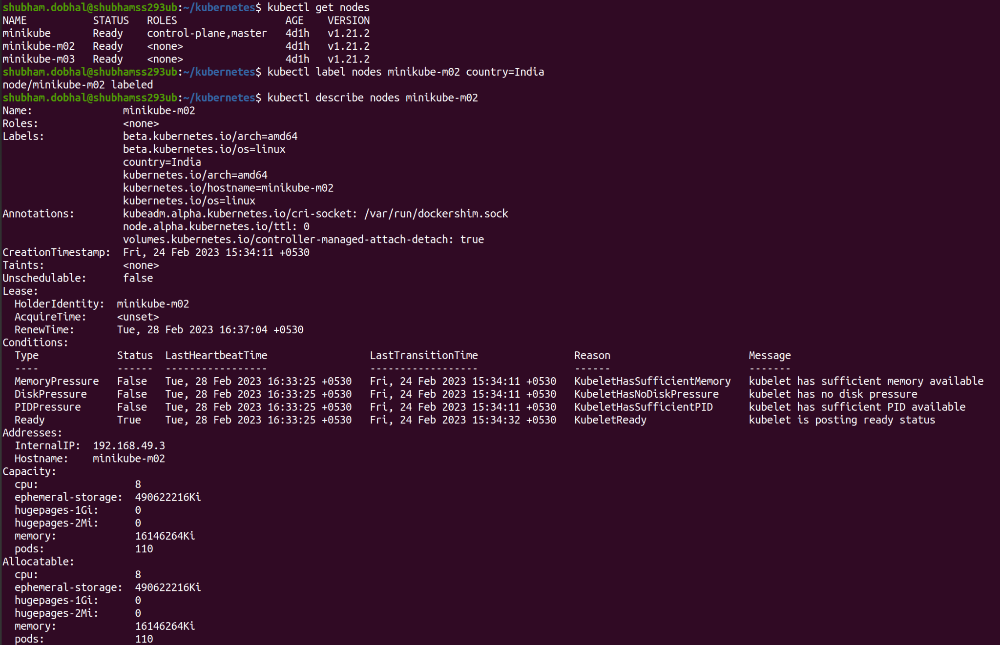 shubham.dobhal@shubhamss293ub:~/kubernetes$ kubectl get nodes
NAME           STATUS   ROLES                  AGE    VERSION
minikube       Ready    control-plane,master   4d1h   v1.21.2
minikube-m02   Ready    <none>                 4d1h   v1.21.2
minikube-m03   Ready    <none>                 4d1h   v1.21.2
shubham.dobhal@shubhamss293ub:~/kubernetes$ kubectl label nodes minikube-m02 country=India
node/minikube-m02 labeled
shubham.dobhal@shubhamss293ub:~/kubernetes$ kubectl describe nodes minikube-m02
Name:               minikube-m02
Roles:              <none>
Labels:             beta.kubernetes.io/arch=amd64
                    beta.kubernetes.io/os=linux
                    country=India
                    kubernetes.io/arch=amd64
                    kubernetes.io/hostname=minikube-m02
                    kubernetes.io/os=linux
Annotations:        kubeadm.alpha.kubernetes.io/cri-socket: /var/run/dockershim.sock
                    node.alpha.kubernetes.io/ttl: 0
                    volumes.kubernetes.io/controller-managed-attach-detach: true
CreationTimestamp:  Fri, 24 Feb 2023 15:34:11 +0530
Taints:             <none>
Unschedulable:      false
Lease:
  HolderIdentity:  minikube-m02
  AcquireTime:     <unset>
  RenewTime:       Tue, 28 Feb 2023 16:37:04 +0530
Conditions:
  Type             Status  LastHeartbeatTime                 LastTransitionTime                Reason                       Message
  ----             ------  -----------------                 ------------------                ------                       -------
  MemoryPressure   False   Tue, 28 Feb 2023 16:33:25 +0530   Fri, 24 Feb 2023 15:34:11 +0530   KubeletHasSufficientMemory   kubelet has sufficient memory available
  DiskPressure     False   Tue, 28 Feb 2023 16:33:25 +0530   Fri, 24 Feb 2023 15:34:11 +0530   KubeletHasNoDiskPressure     kubelet has no disk pressure
  PIDPressure      False   Tue, 28 Feb 2023 16:33:25 +0530   Fri, 24 Feb 2023 15:34:11 +0530   KubeletHasSufficientPID      kubelet has sufficient PID available
  Ready            True    Tue, 28 Feb 2023 16:33:25 +0530   Fri, 24 Feb 2023 15:34:32 +0530   KubeletReady                 kubelet is posting ready status
Addresses:
  InternalIP:  192.168.49.3
  Hostname:    minikube-m02
Capacity:
  cpu:                8
  ephemeral-storage:  490622216Ki
  hugepages-1Gi:      0
  hugepages-2Mi:      0
  memory:             16146264Ki
  pods:               110
Allocatable:
  cpu:                8
  ephemeral-storage:  490622216Ki
  hugepages-1Gi:      0
  hugepages-2Mi:      0
  memory:             16146264Ki
  pods:               110